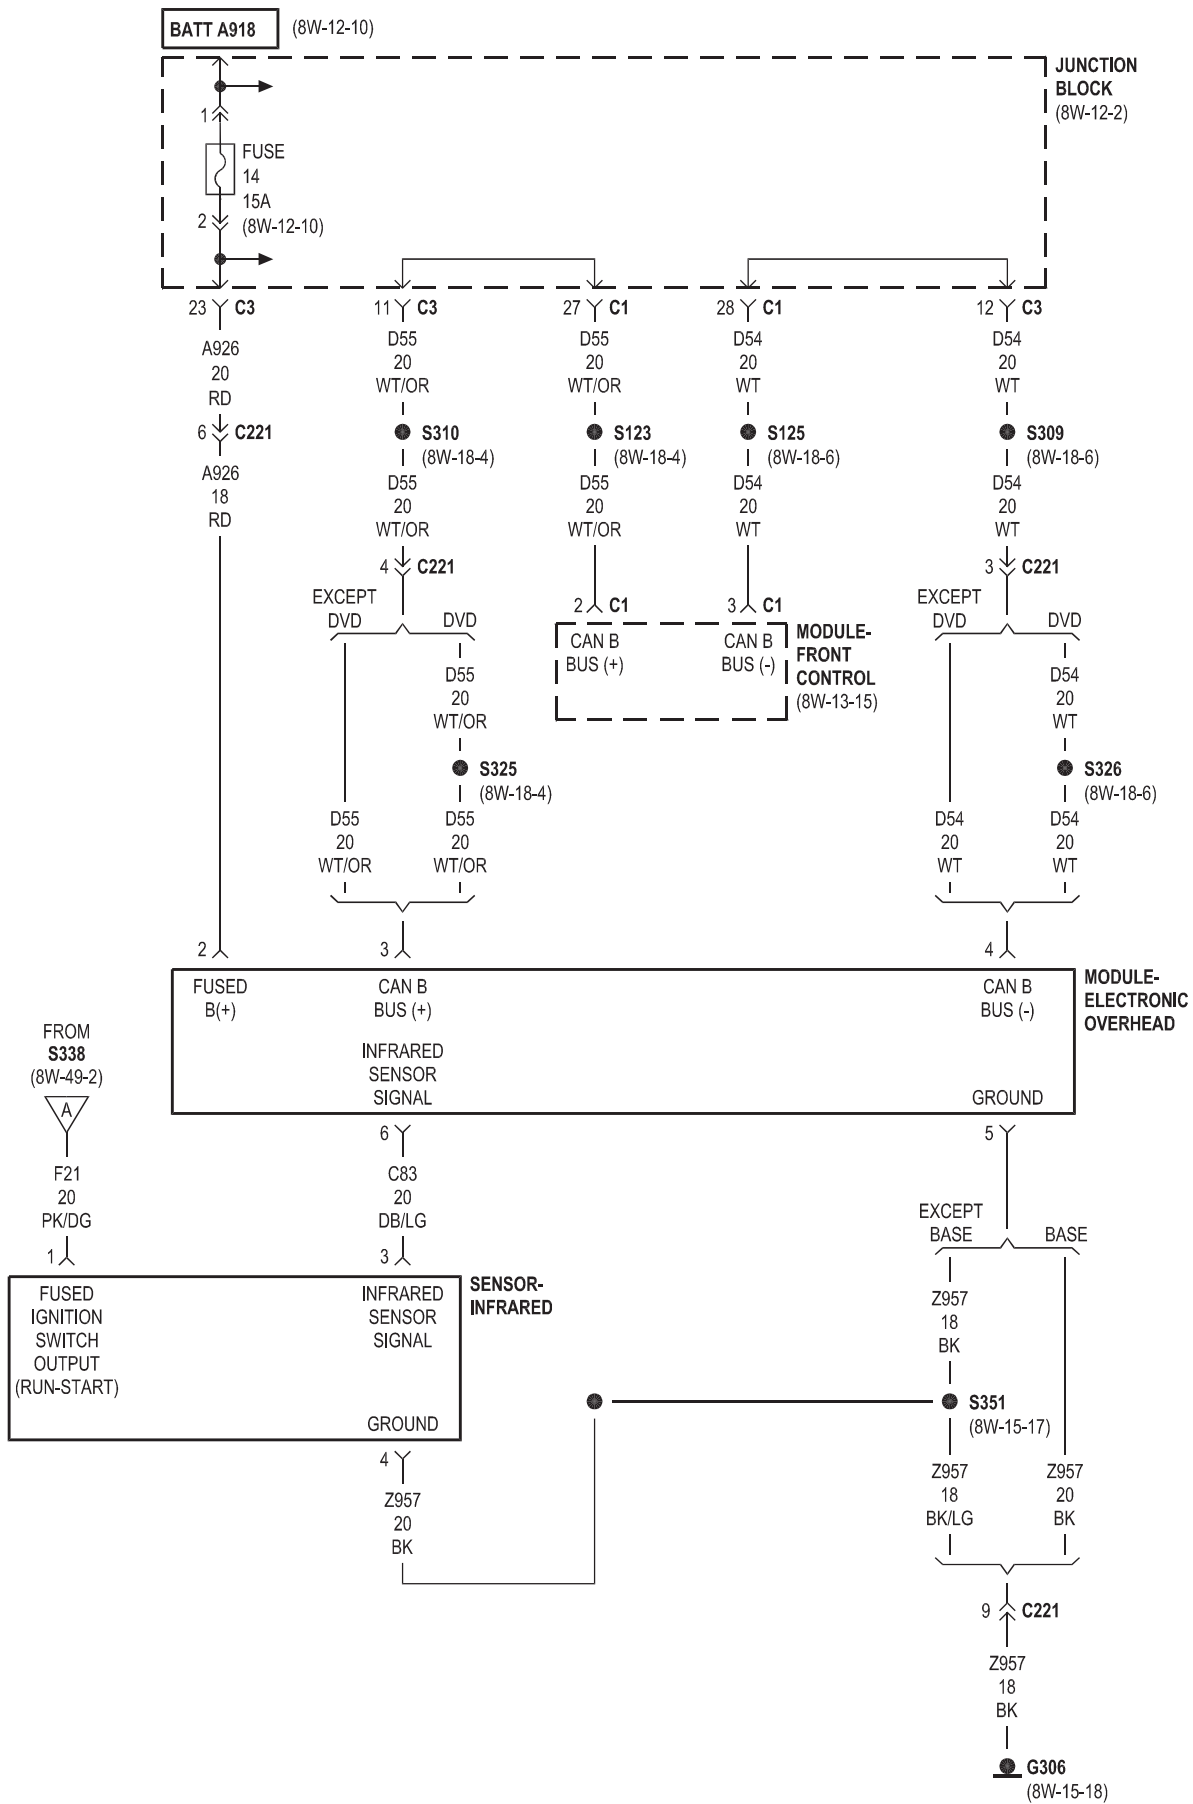 BATT A918 (8W-12-10)
JUNCTION
BLOCK
(8W-12-2)
1
FUSE
14
15A
(8W-12-10)
2
23 C3
11 C3
27 C1
28 C1
12 C3
A926
20
RD
D55
20
WT/OR
D55
20
WT/OR
D54
20
WT
D54
20
WT
6 C221
S310
(8W-18-4)
S123
(8W-18-4)
S125
(8W-18-6)
S309
(8W-18-6)
A926
18
RD
D55
20
WT/OR
D55
20
WT/OR
D54
20
WT
D54
20
WT
4 C221
3 C221
2 C1
3 C1
EXCEPT
DVD
DVD
CAN B
BUS (+)
CAN B
BUS (-)
MODULE-
FRONT
CONTROL
(8W-13-15)
EXCEPT
DVD
DVD
D55
20
WT/OR
D54
20
WT
S325
(8W-18-4)
S326
(8W-18-6)
D55
20
WT/OR
D55
20
WT/OR
D54
20
WT
D54
20
WT
2
3
4
FUSED
B(+)
CAN B
BUS (+)
CAN B
BUS (-)
MODULE-
ELECTRONIC
OVERHEAD
INFRARED
SENSOR
SIGNAL
GROUND
FROM
S338
(8W-49-2)
A
6
5
F21
20
PK/DG
C83
20
DB/LG
1
3
EXCEPT
BASE
BASE
FUSED
IGNITION
SWITCH
OUTPUT
(RUN-START)
INFRARED
SENSOR
SIGNAL
SENSOR-
INFRARED
GROUND
Z957
18
BK
S351
(8W-15-17)
4
Z957
20
BK
Z957
18
BK/LG
Z957
20
BK
9 C221
Z957
18
BK
G306
(8W-15-18)